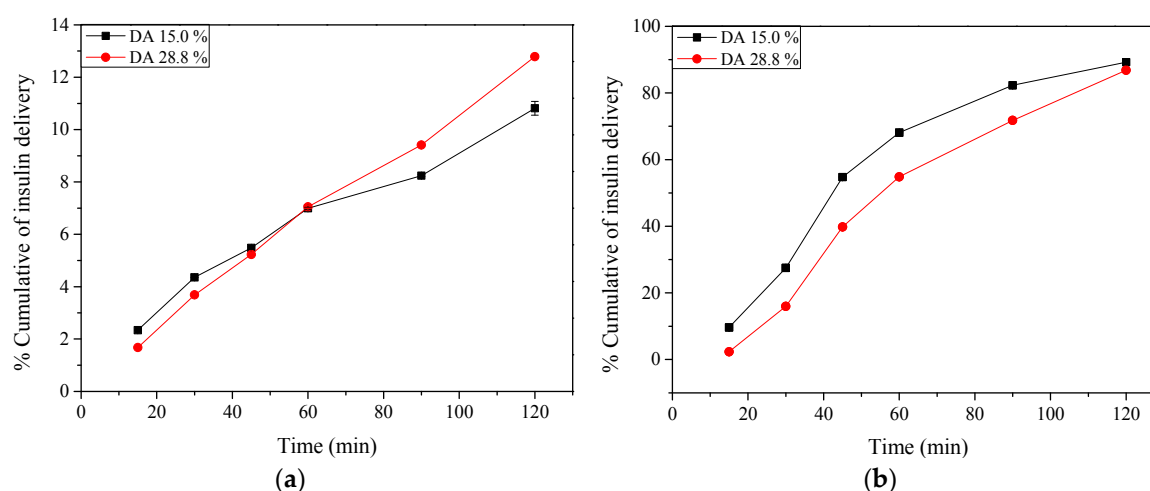 14
12
10
8
6
4
2
0
% Cumulative of insulin delivery
DA 15.0 %
DA 28.8 %
0 20 40 60 80 100 120
Time (min)
(a)
100
80
60
40
20
0
% Cumulative of insulin delivery
DA 15.0 %
DA 28.8 %
0 20 40 60 80 100 120
Time (min)
(b)